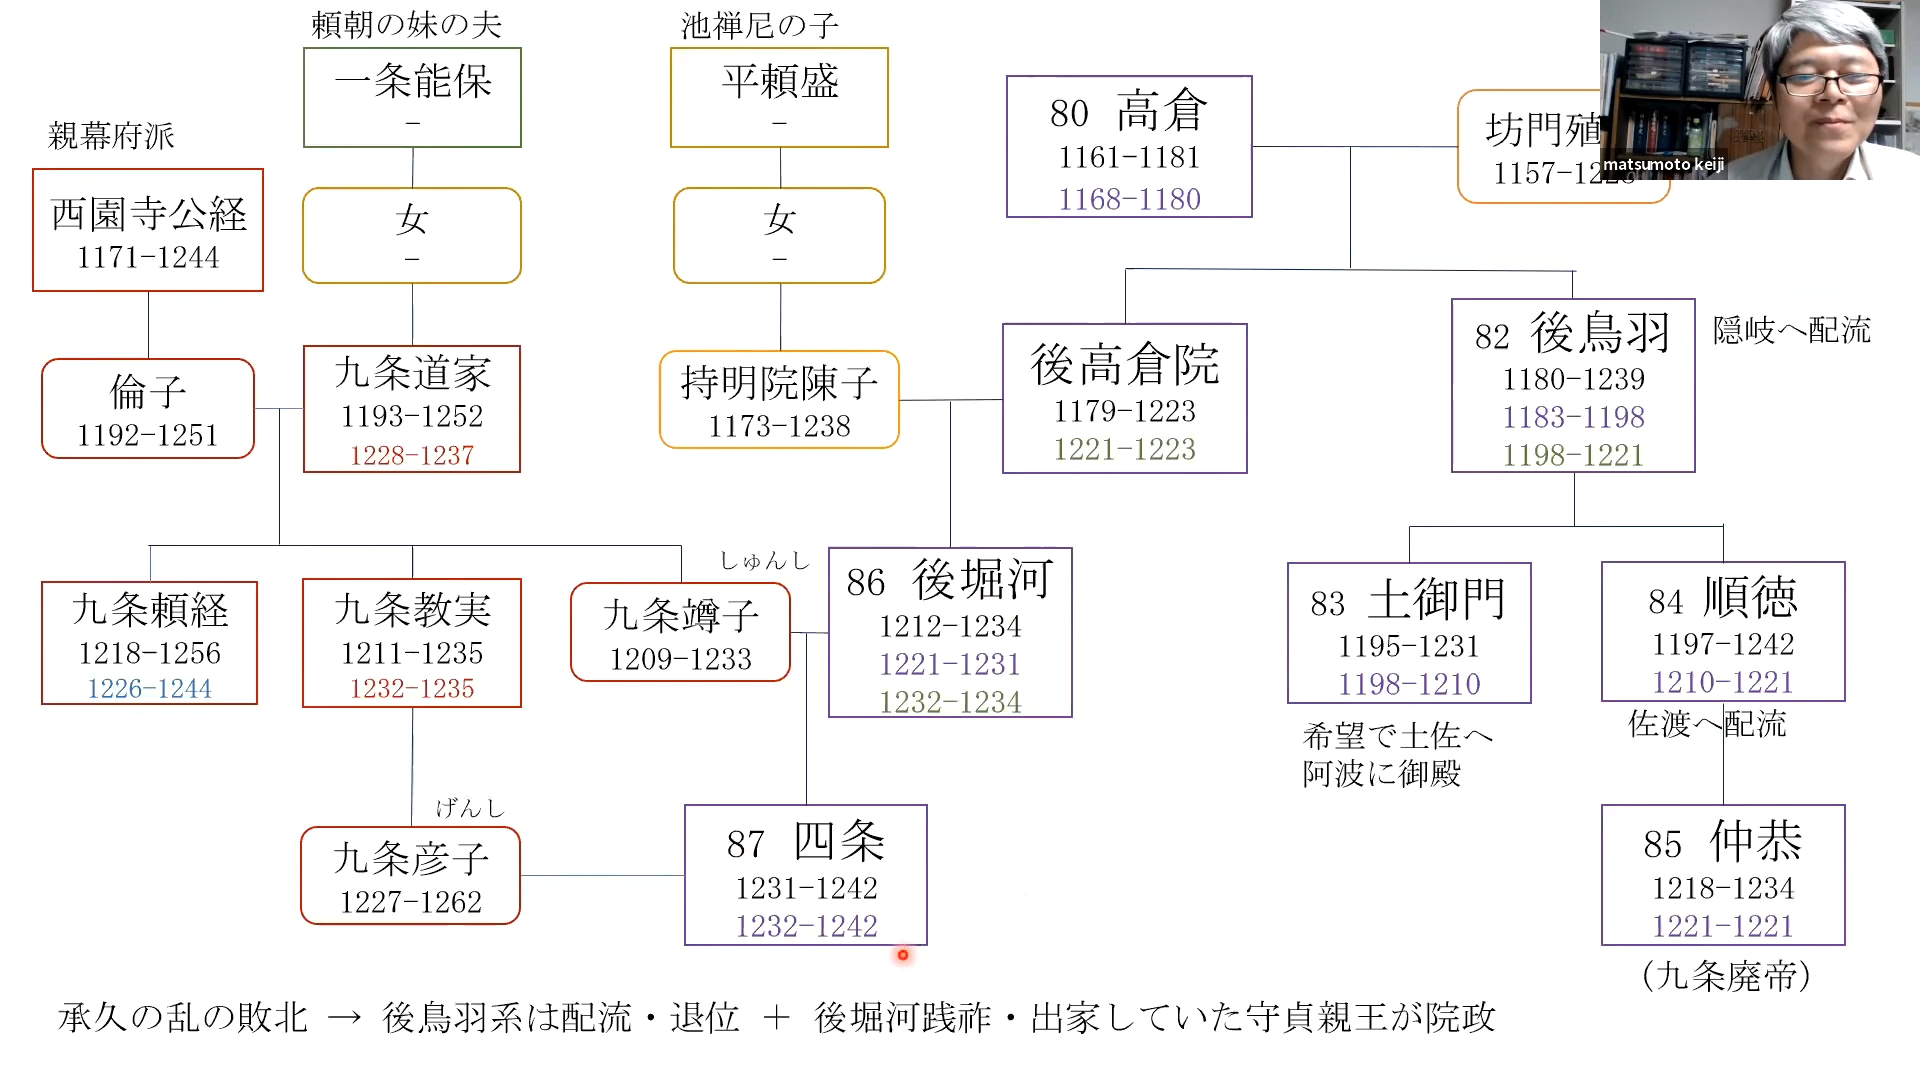 頼朝の妹の夫
一条能保
-
池禅尼の子
平頼盛
-
80 高倉
1161-1181
1168-1180
坊門殖
matsumoto keiji
親幕府派
西園寺公経
1171-1244
女
-
女
-
倫子
1192-1251
九条道家
1193-1252
1228-1237
持明院陳子
1173-1238
後高倉院
1179-1223
1221-1223
82 後鳥羽
1180-1239
1183-1198
1198-1221
隠岐へ配流
九条頼経
1218-1256
1226-1244
九条教実
1211-1235
1232-1235
しゅんし
九条竴子
1209-1233
86 後堀河
1212-1234
1221-1231
1232-1234
83 土御門
1195-1231
1198-1210
希望で土佐へ
阿波に御殿
84 順徳
1197-1242
1210-1221
佐渡へ配流
げんし
九条彦子
1227-1262
87 四条
1231-1242
1232-1242
85 仲恭
1218-1234
1221-1221
(九条廃帝)
承久の乱の敗北 → 後鳥羽系は配流・退位 + 後堀河践祚・出家していた守貞親王が院政